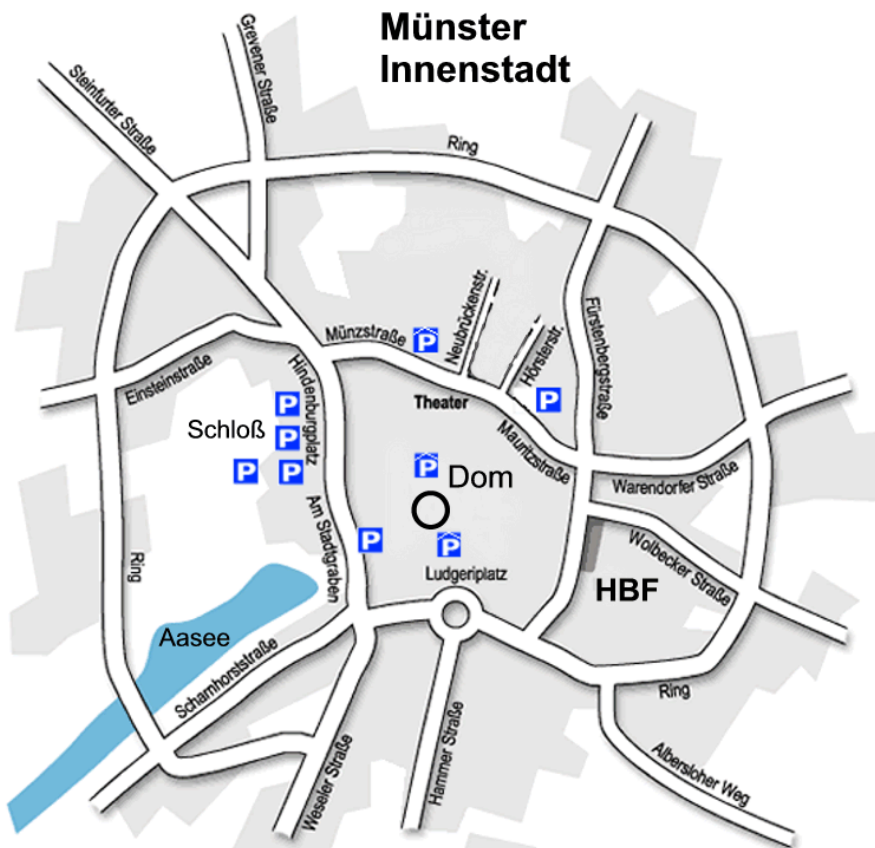 Münster
Innenstadt
Grevener Straße
Steinfurter Straße
Ring
Neubrückenstr.
Hörsterstr.
Fürstenbergstraße
Münzstraße
P
Einsteinstraße
Hindenburgplatz
Theater
P
P
Mauritzstraße
Schloß
P
P
P
P
Dom
Warendorfer Straße
Am Stadtgraben
P
P
Ludgeriplatz
Wolbecker Straße
HBF
Ring
Aasee
Scharnhorststraße
Ring
Weseler Straße
Hammer Straße
Albersloher Weg